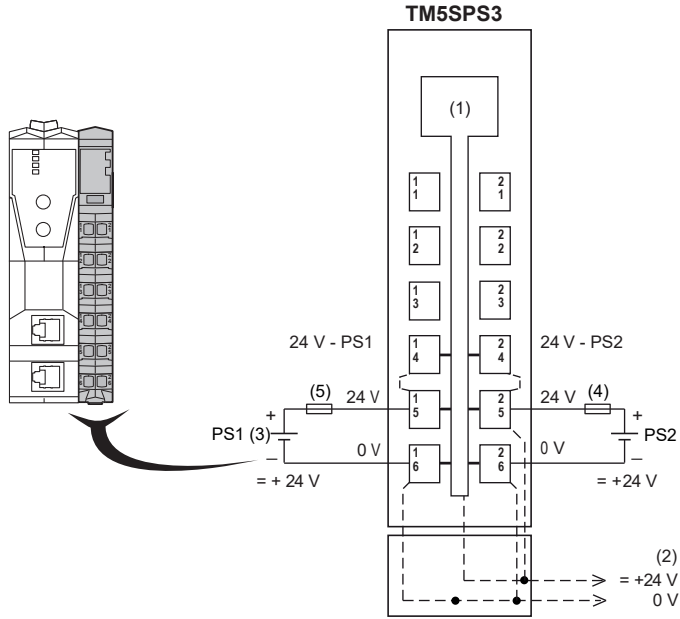 TM5SPS3
(1)
1 1
2 1
1 2
2 2
1 3
2 3
24 V - PS1
1 4
2 4
24 V - PS2
(5)
24 V
1 5
2 5
24 V
(4)
+
+
PS1 (3)
PS2
0 V
1 6
2 6
0 V
–
–
= + 24 V
= +24 V
(2)
= +24 V
0 V